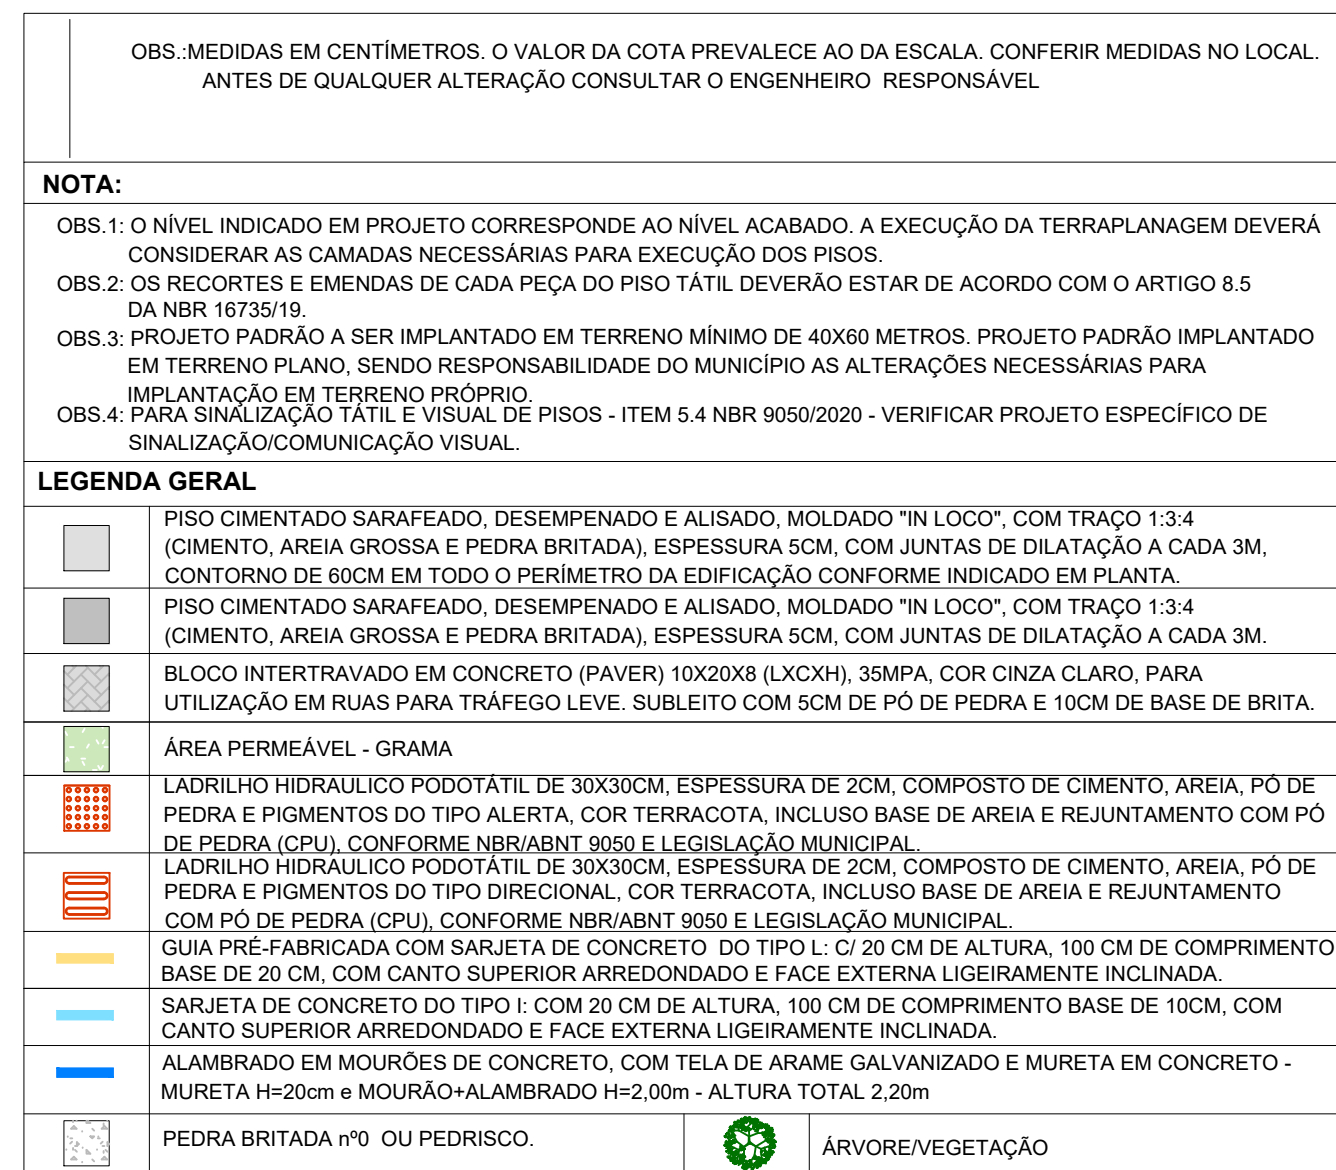 OBS.:MEDIDAS EM CENTÍMETROS. O VALOR DA COTA PREVALECE AO DA ESCALA. CONFERIR MEDIDAS NO LOCAL.
ANTES DE QUALQUER ALTERAÇÃO CONSULTAR O ENGENHEIRO RESPONSÁVEL
NOTA:
OBS.1: O NÍVEL INDICADO EM PROJETO CORRESPONDE AO NÍVEL ACABADO. A EXECUÇÃO DA TERRAPLANAGEM DEVERÁ
CONSIDERAR AS CAMADAS NECESSÁRIAS PARA EXECUÇÃO DOS PISOS.
OBS.2: OS RECORTES E EMENDAS DE CADA PEÇA DO PISO TÁTIL DEVERÃO ESTAR DE ACORDO COM O ARTIGO 8.5
DA NBR 16735/19.
OBS.3: PROJETO PADRÃO A SER IMPLANTADO EM TERRENO MÍNIMO DE 40X60 METROS. PROJETO PADRÃO IMPLANTADO
EM TERRENO PLANO, SENDO RESPONSABILIDADE DO MUNICÍPIO AS ALTERAÇÕES NECESSÁRIAS PARA
IMPLANTAÇÃO EM TERRENO PRÓPRIO.
OBS.4: PARA SINALIZAÇÃO TÁTIL E VISUAL DE PISOS - ITEM 5.4 NBR 9050/2020 - VERIFICAR PROJETO ESPECÍFICO DE
SINALIZAÇÃO/COMUNICAÇÃO VISUAL.
LEGENDA GERAL
PISO CIMENTADO SARAFEADO, DESEMPENADO E ALISADO, MOLDADO "IN LOCO", COM TRAÇO 1:3:4
(CIMENTO, AREIA GROSSA E PEDRA BRITADA), ESPESSURA 5CM, COM JUNTAS DE DILATAÇÃO A CADA 3M,
CONTORNO DE 60CM EM TODO O PERÍMETRO DA EDIFICAÇÃO CONFORME INDICADO EM PLANTA.
PISO CIMENTADO SARAFEADO, DESEMPENADO E ALISADO, MOLDADO "IN LOCO", COM TRAÇO 1:3:4
(CIMENTO, AREIA GROSSA E PEDRA BRITADA), ESPESSURA 5CM, COM JUNTAS DE DILATAÇÃO A CADA 3M.
BLOCO INTERTRAVADO EM CONCRETO (PAVER) 10X20X8 (LXCXH), 35MPA, COR CINZA CLARO, PARA
UTILIZAÇÃO EM RUAS PARA TRÁFEGO LEVE. SUBLEITO COM 5CM DE PÓ DE PEDRA E 10CM DE BASE DE BRITA.
ÁREA PERMEÁVEL - GRAMA
LADRILHO HIDRAULICO PODOTÁTIL DE 30X30CM, ESPESSURA DE 2CM, COMPOSTO DE CIMENTO, AREIA, PÓ DE
PEDRA E PIGMENTOS DO TIPO ALERTA, COR TERRACOTA, INCLUSO BASE DE AREIA E REJUNTAMENTO COM PÓ
DE PEDRA (CPU), CONFORME NBR/ABNT 9050 E LEGISLAÇÃO MUNICIPAL.
LADRILHO HIDRAULICO PODOTÁTIL DE 30X30CM, ESPESSURA DE 2CM, COMPOSTO DE CIMENTO, AREIA, PÓ DE
PEDRA E PIGMENTOS DO TIPO DIRECIONAL, COR TERRACOTA, INCLUSO BASE DE AREIA E REJUNTAMENTO
COM PÓ DE PEDRA (CPU), CONFORME NBR/ABNT 9050 E LEGISLAÇÃO MUNICIPAL.
GUIA PRÉ-FABRICADA COM SARJETA DE CONCRETO DO TIPO L: C/ 20 CM DE ALTURA, 100 CM DE COMPRIMENTO
BASE DE 20 CM, COM CANTO SUPERIOR ARREDONDADO E FACE EXTERNA LIGEIRAMENTE INCLINADA.
SARJETA DE CONCRETO DO TIPO I: COM 20 CM DE ALTURA, 100 CM DE COMPRIMENTO BASE DE 10CM, COM
CANTO SUPERIOR ARREDONDADO E FACE EXTERNA LIGEIRAMENTE INCLINADA.
ALAMBRADO EM MOURÕES DE CONCRETO, COM TELA DE ARAME GALVANIZADO E MURETA EM CONCRETO -
MURETA H=20cm e MOURÃO+ALAMBRADO H=2,00m - ALTURA TOTAL 2,20m
PEDRA BRITADA nº0 OU PEDRISCO.
ÁRVORE/VEGETAÇÃO